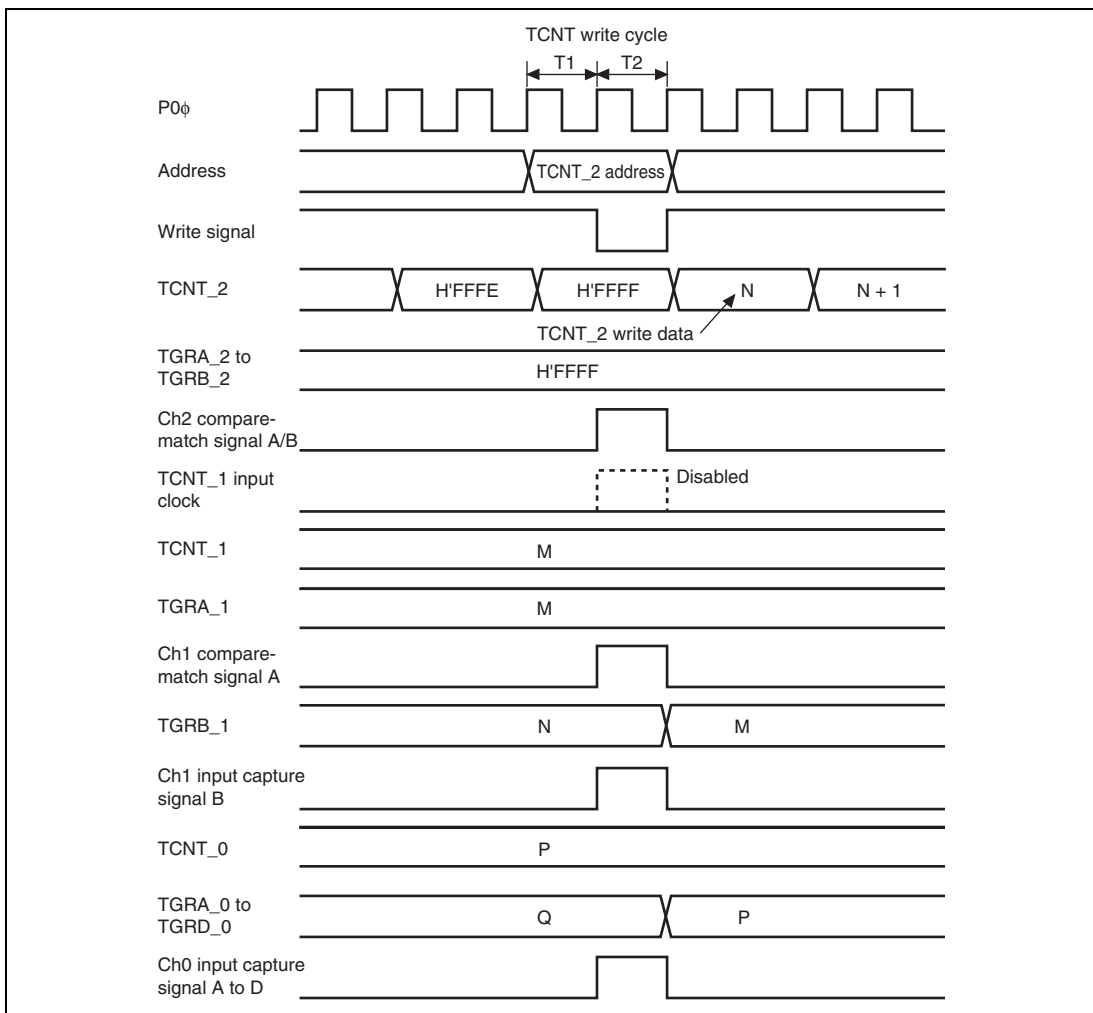 TCNT write cycle
T1 T2
P0ϕ
Address TCNT_2 address
Write signal
TCNT_2 H'FFFE H'FFFF N N + 1
TCNT_2 write data
TGRA_2 to
TGRB_2 H'FFFF
Ch2 compare-
match signal A/B
TCNT_1 input
clock
Disabled
TCNT_1 M
TGRA_1 M
Ch1 compare-
match signal A
TGRB_1 N M
Ch1 input capture
signal B
TCNT_0 P
TGRA_0 to
TGRD_0 Q P
Ch0 input capture
signal A to D